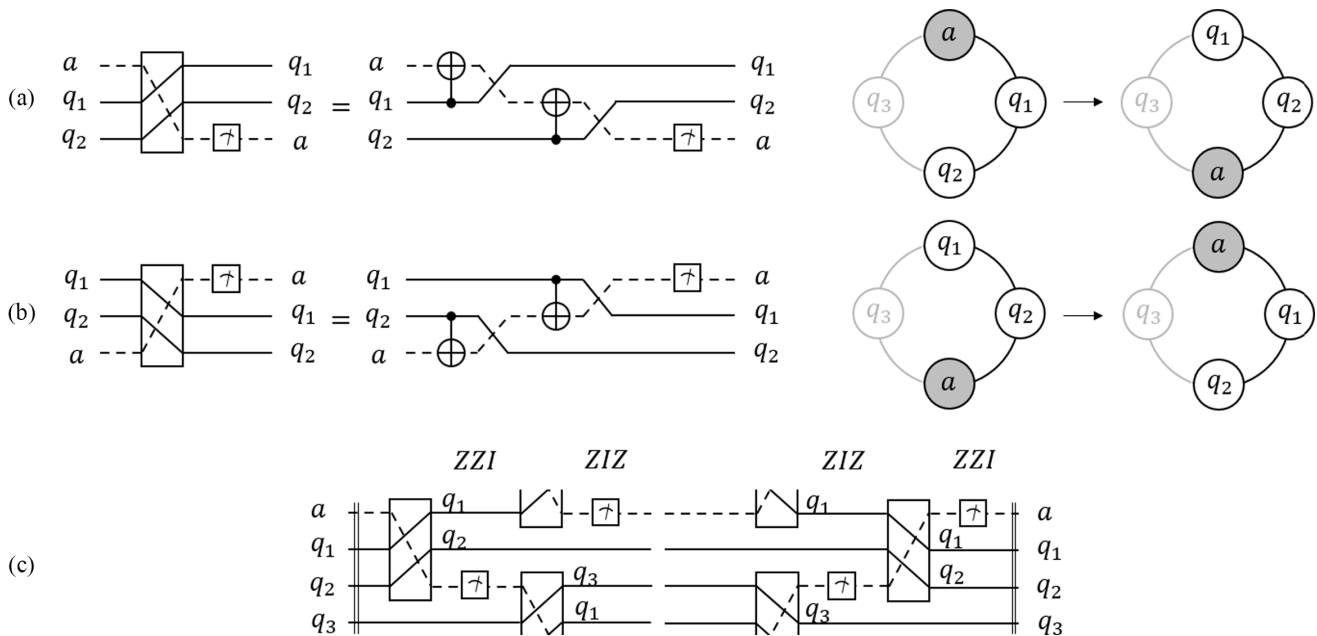 a q₁
(a) q₁ = q₂
q₂ a
a q₁
q₁ q₂
q₂ a
a q₃ q₁ q₂
q₁ q₃ q₂ a
q₁ a
(b) q₂ = q₁
a q₂
q₁ a
q₂ q₁
a q₂
q₁ q₃ q₂ a
a q₃ q₁ q₂
ZZI ZIZ ZIZ ZZI
(c)
a q₁ q₁ a
q₁ q₂ q₁ q₁
q₂ q₃ q₂ q₂
q₃ q₁ q₃ q₃